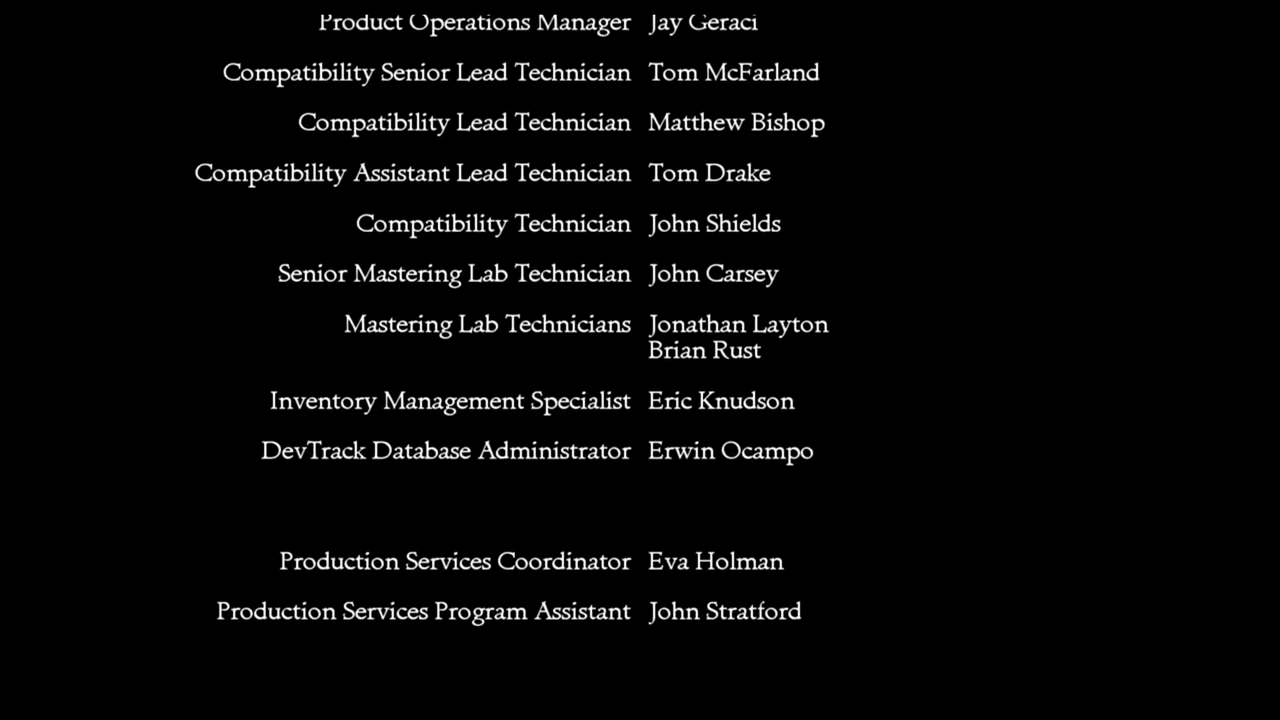 Product Operations Manager Jay Geraci
Compatibility Senior Lead Technician Tom McFarland
Compatibility Lead Technician Matthew Bishop
Compatibility Assistant Lead Technician Tom Drake
Compatibility Technician John Shields
Senior Mastering Lab Technician John Carsey
Mastering Lab Technicians Jonathan Layton
Brian Rust
Inventory Management Specialist Eric Knudson
DevTrack Database Administrator Erwin Ocampo
Production Services Coordinator Eva Holman
Production Services Program Assistant John Stratford